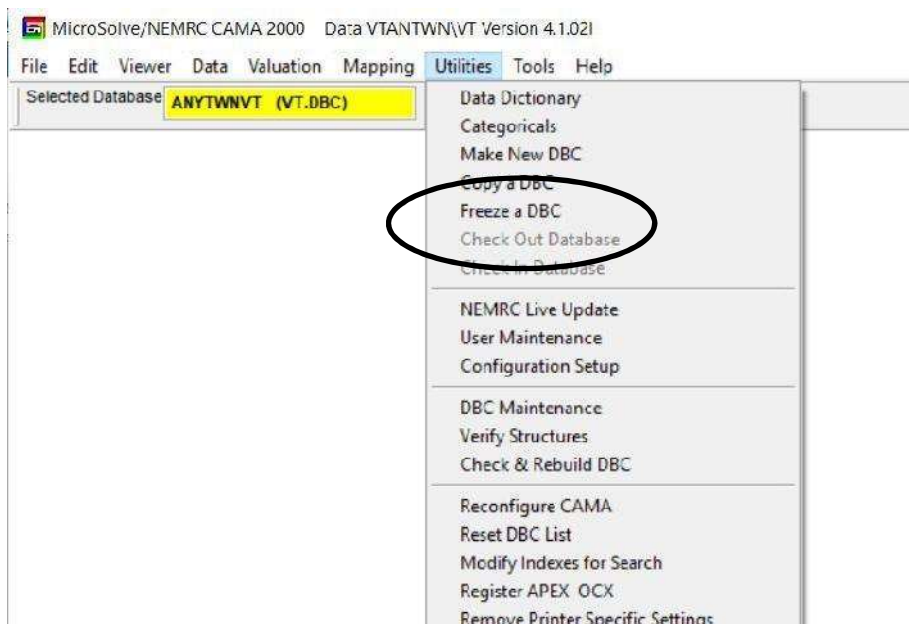 MicroSolve/NEMRC CAMA 2000 Data VTANTWN\VT Version 4.1.02I
File Edit Viewer Data Valuation Mapping Utilities Tools Help
Selected Database ANYTWNVT (VT.DBC)
Data Dictionary
Categoricals
Make New DBC
Copy a DBC
Freeze a DBC
Check Out Database
Check In Database
NEMRC Live Update
User Maintenance
Configuration Setup
DBC Maintenance
Verify Structures
Check & Rebuild DBC
Reconfigure CAMA
Reset DBC List
Modify Indexes for Search
Register APEX OCX
Remove Printer Specific Settings